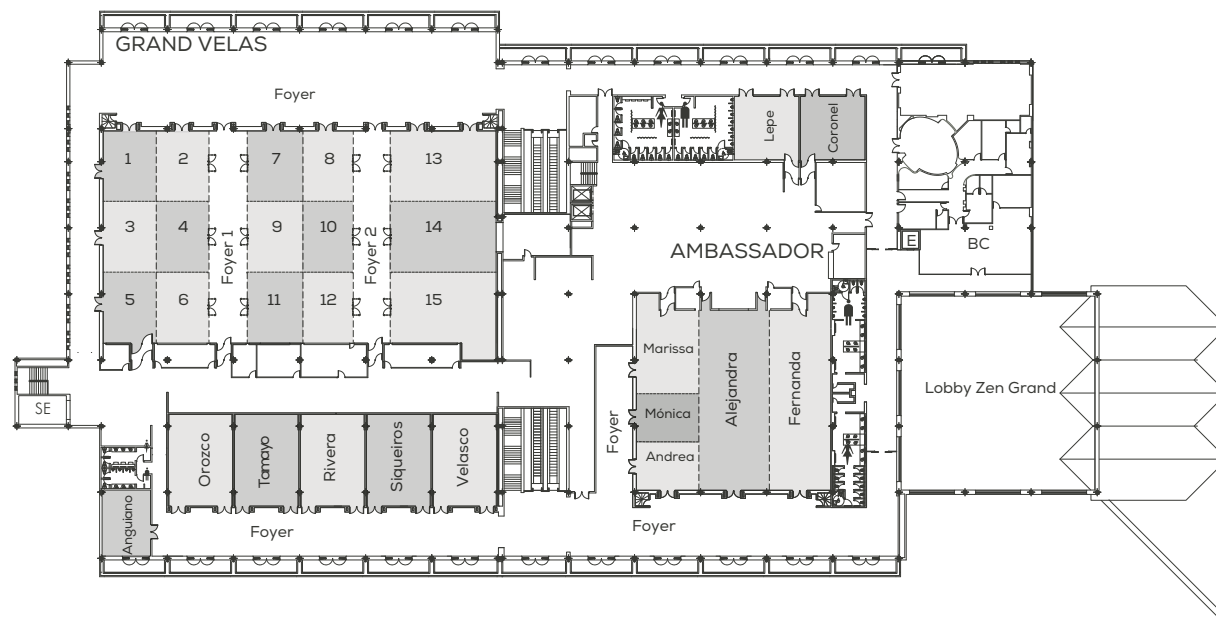 GRAND VELAS
Foyer
1
2
7
8
13
3
4
9
10
14
5
6
11
12
15
Foyer 1
Foyer 2
Lepe
Coronel
AMBASSADOR
E
BC
Marissa
Mónica
Andrea
Alejandra
Fernanda
Foyer
Lobby Zen Grand
SE
Orozco
Tamayo
Rivera
Siqueiros
Velasco
Anguiano
Foyer
Foyer